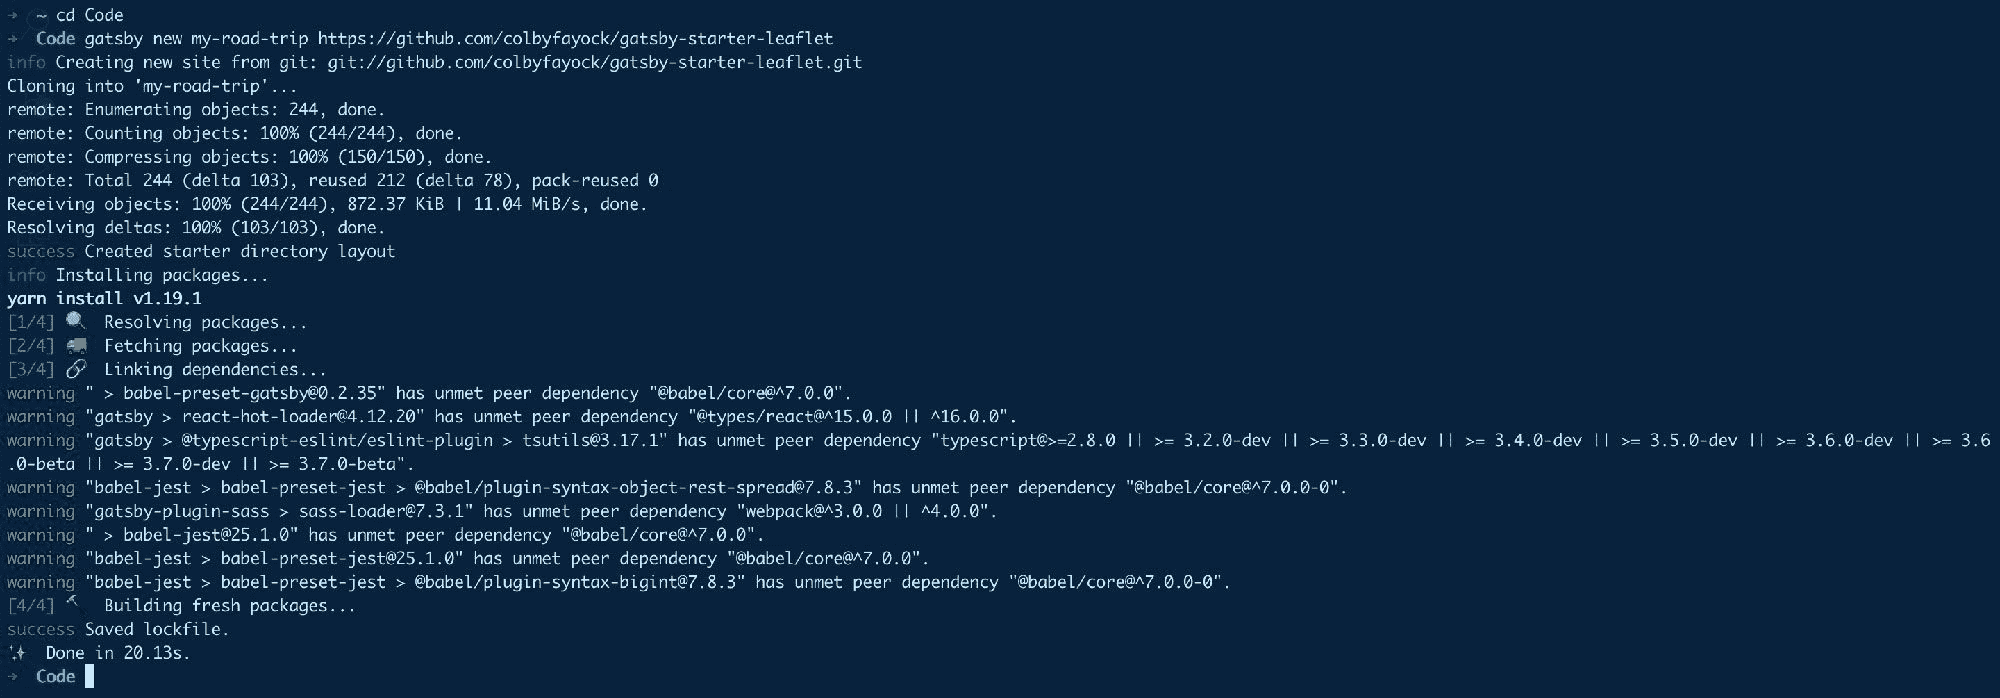 → ~ cd Code
→ Code gatsby new my-road-trip https://github.com/colbyfayock/gatsby-starter-leaflet
info Creating new site from git: git://github.com/colbyfayock/gatsby-starter-leaflet.git
Cloning into 'my-road-trip'...
remote: Enumerating objects: 244, done.
remote: Counting objects: 100% (244/244), done.
remote: Compressing objects: 100% (150/150), done.
remote: Total 244 (delta 103), reused 212 (delta 78), pack-reused 0
Receiving objects: 100% (244/244), 872.37 KiB | 11.04 MiB/s, done.
Resolving deltas: 100% (103/103), done.
success Created starter directory layout
info Installing packages...
yarn install v1.19.1
[1/4] 🔍 Resolving packages...
[2/4] 🚚 Fetching packages...
[3/4] 🔗 Linking dependencies...
warning " > babel-preset-gatsby@0.2.35" has unmet peer dependency "@babel/core@^7.0.0".
warning "gatsby > react-hot-loader@4.12.20" has unmet peer dependency "@types/react@^15.0.0 || ^16.0.0".
warning "gatsby > @typescript-eslint/eslint-plugin > tsutils@3.17.1" has unmet peer dependency "typescript@>=2.8.0 || >= 3.2.0-dev || >= 3.3.0-dev || >= 3.4.0-dev || >= 3.5.0-dev || >= 3.6.0-dev || >= 3.6
.0-beta || >= 3.7.0-dev || >= 3.7.0-beta".
warning "babel-jest > babel-preset-jest > @babel/plugin-syntax-object-rest-spread@7.8.3" has unmet peer dependency "@babel/core@^7.0.0-0".
warning "gatsby-plugin-sass > sass-loader@7.3.1" has unmet peer dependency "webpack@^3.0.0 || ^4.0.0".
warning " > babel-jest@25.1.0" has unmet peer dependency "@babel/core@^7.0.0".
warning "babel-jest > babel-preset-jest@25.1.0" has unmet peer dependency "@babel/core@^7.0.0".
warning "babel-jest > babel-preset-jest > @babel/plugin-syntax-bigint@7.8.3" has unmet peer dependency "@babel/core@^7.0.0-0".
[4/4] 🔨 Building fresh packages...
success Saved lockfile.
✨ Done in 20.13s.
→ Code